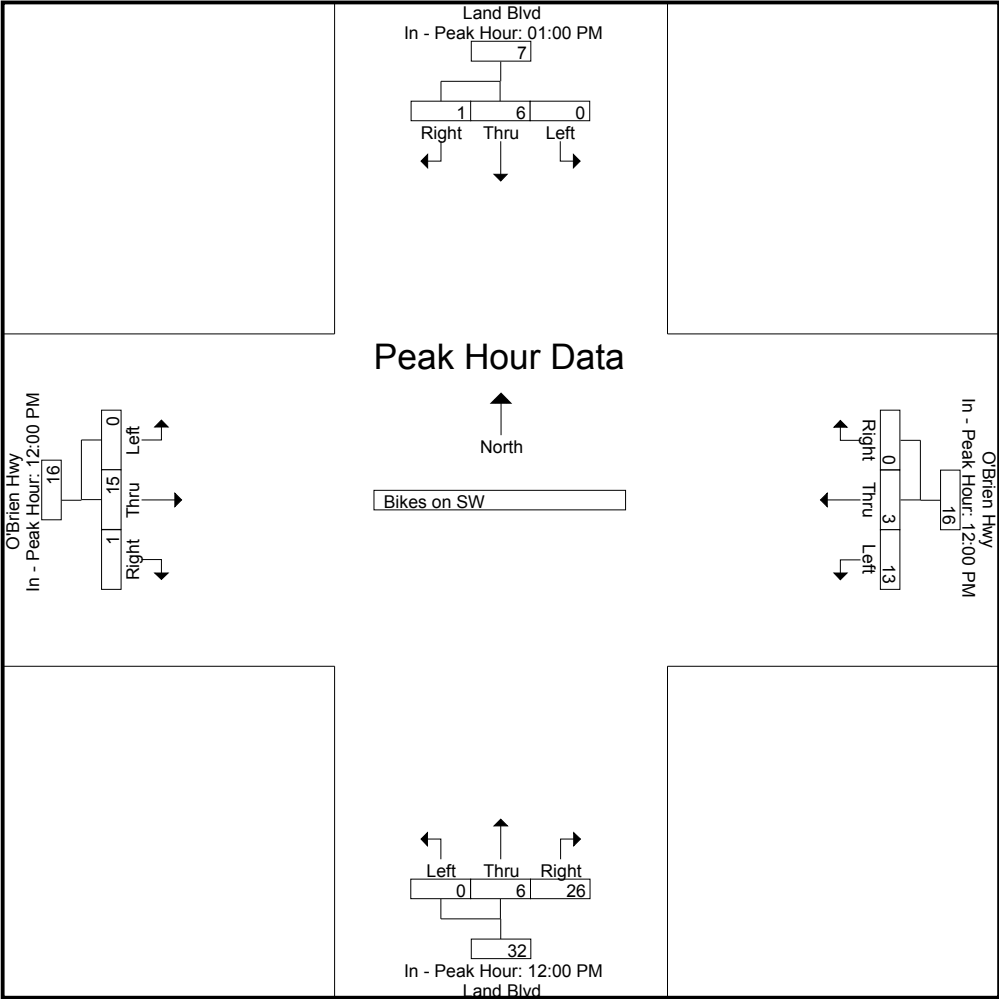 Land Blvd
In - Peak Hour: 01:00 PM
7
1 6 0
Right Thru Left
Peak Hour Data
North
Bikes on SW
O'Brien Hwy
In - Peak Hour: 12:00 PM
16
0 15 1
Left Thru Right
O'Brien Hwy
In - Peak Hour: 12:00 PM
16
0 3 13
Right Thru Left
Left Thru Right
0 6 26
32
In - Peak Hour: 12:00 PM
Land Blvd